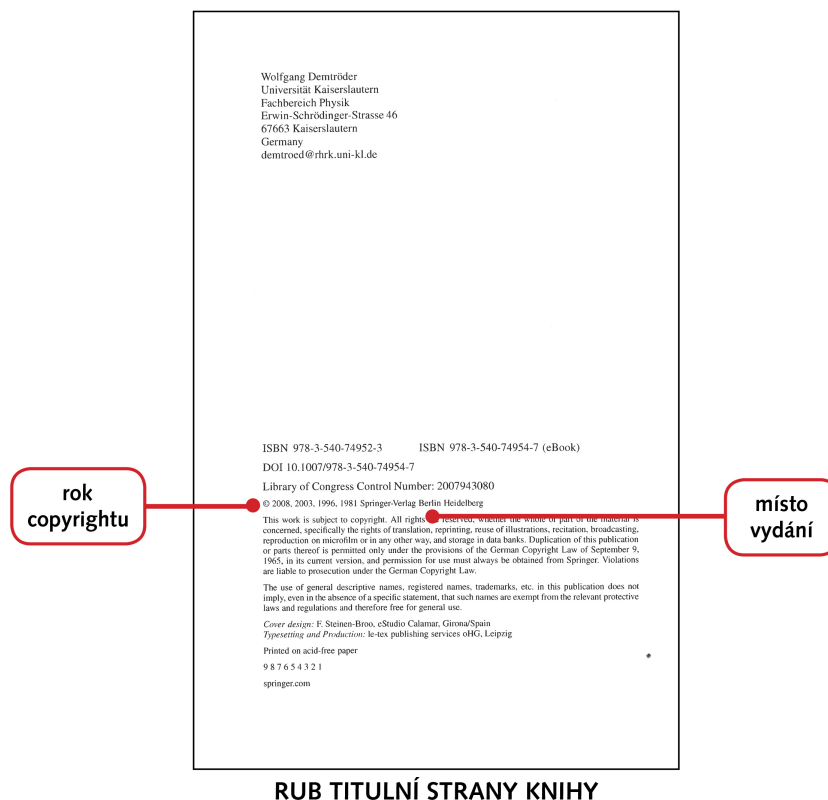 Wolfgang Demtröder
Universität Kaiserslautern
Fachbereich Physik
Erwin-Schrödinger-Strasse 46
67663 Kaiserslautern
Germany
demtroed@rhrk.uni-kl.de
ISBN 978-3-540-74952-3 ISBN 978-3-540-74954-7 (eBook)
DOI 10.1007/978-3-540-74954-7
Library of Congress Control Number: 2007943080
rok
copyrightu
© 2008, 2003, 1996, 1981 Springer-Verlag Berlin Heidelberg
místo
vydání
This work is subject to copyright. All rights reserved, whether the whole or part of the material is
concerned, specifically the rights of translation, reprinting, reuse of illustrations, recitation, broadcasting,
reproduction on microfilm or in any other way, and storage in data banks. Duplication of this publication
or parts thereof is permitted only under the provisions of the German Copyright Law of September 9,
1965, in its current version, and permission for use must always be obtained from Springer. Violations
are liable to prosecution under the German Copyright Law.
The use of general descriptive names, registered names, trademarks, etc. in this publication does not
imply, even in the absence of a specific statement, that such names are exempt from the relevant protective
laws and regulations and therefore free for general use.
Cover design: F. Steinen-Broo, eStudio Calamar, Girona/Spain
Typesetting and Production: le-tex publishing services oHG, Leipzig
Printed on acid-free paper
9 8 7 6 5 4 3 2 1
springer.com
RUB TITULNÍ STRANY KNIHY